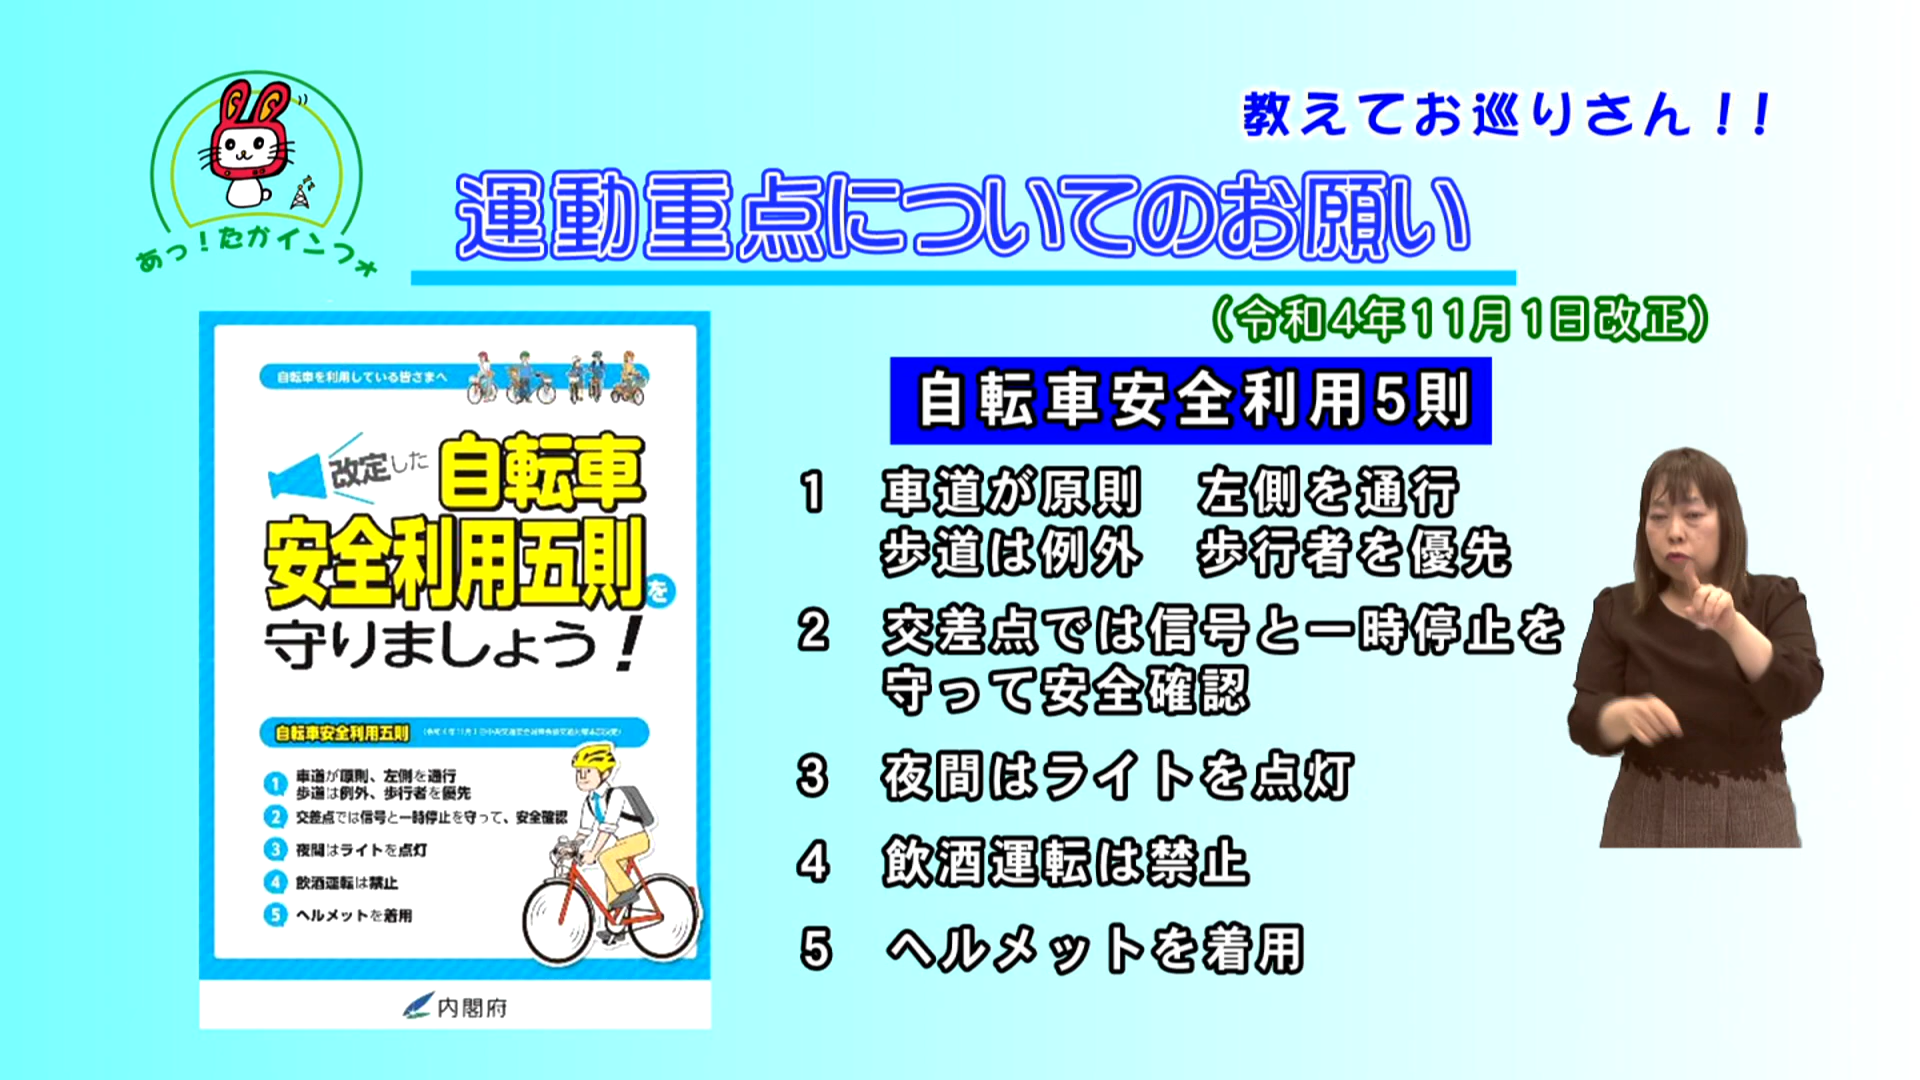 あっ!たかインフォ
教えてお巡りさん!!
運動重点についてのお願い
(令和4年11月1日改正)
自転車安全利用5則
1 車道が原則 左側を通行
歩道は例外 歩行者を優先
2 交差点では信号と一時停止を
守って安全確認
3 夜間はライトを点灯
4 飲酒運転は禁止
5 ヘルメットを着用
自転車を利用している皆さまへ
改定した自転車
安全利用五則を
守りましょう!
自転車安全利用五則
1 車道が原則、左側を通行
歩道は例外、歩行者を優先
2 交差点では信号と一時停止を守って、安全確認
3 夜間はライトを点灯
4 飲酒運転は禁止
5 ヘルメットを着用
内閣府